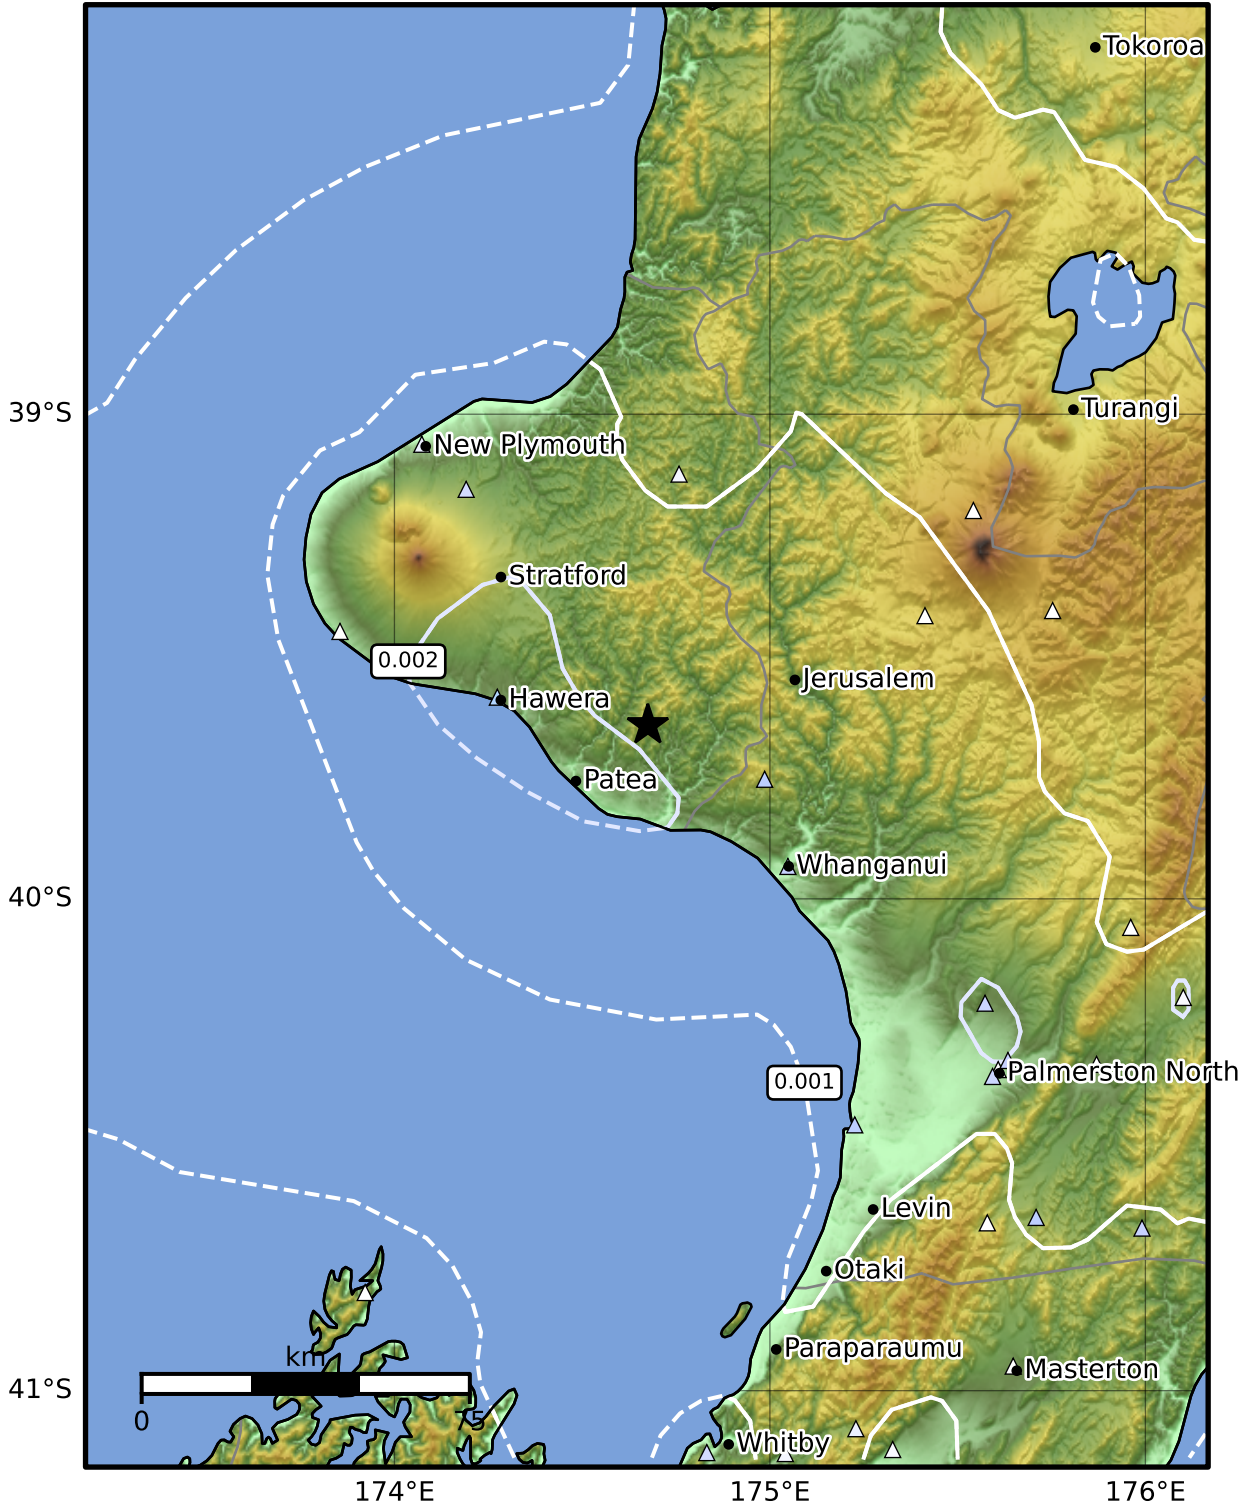 Tokoroa
39°S
Turangi
New Plymouth
Stratford
0.002
Jerusalem
Hawera
Patea
Whanganui
40°S
0.001
Palmerston North
Levin
Otaki
Paraparaumu
km
Masterton
41°S
0
75
Whitby
174°E
175°E
176°E